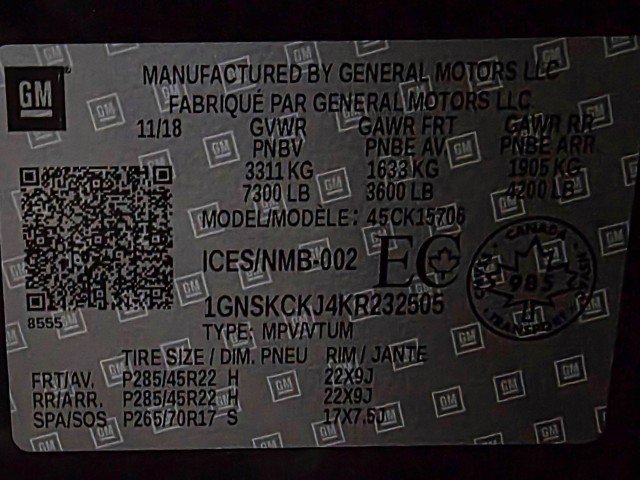 GM
MANUFACTURED BY GENERAL MOTORS LLC
FABRIQUÉ PAR GENERAL MOTORS LLC
11/18 GVWR GAWR FRT GAWR RR
PNBV PNBE AV PNBE ARR
3311 KG 1633 KG 1905 KG
7300 LB 3600 LB 4200 LB
MODEL/MODÈLE: 45CK15706
ICES/NMB-002 EC
CANADA
985
TRANSPORT
8555
1GNSKCKJ4KR232505
TYPE: MPV/VTUM
TIRE SIZE / DIM. PNEU RIM / JANTE
FRT/AV. P285/45R22 H 22X9J
RR/ARR. P285/45R22 H 22X9J
SPA/SOS P265/70R17 S 17X7.5J